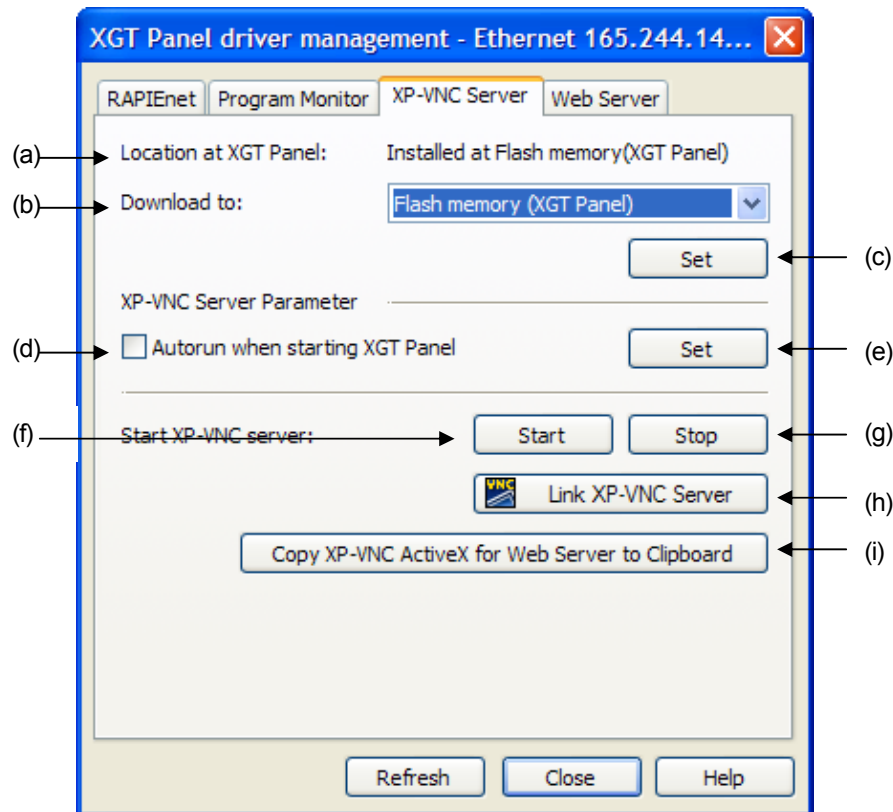 XGT Panel driver management - Ethernet 165.244.14...
RAPIEnet Program Monitor XP-VNC Server Web Server
(a) Location at XGT Panel: Installed at Flash memory(XGT Panel)
(b) Download to: Flash memory (XGT Panel)
Set (c)
XP-VNC Server Parameter
(d) Autorun when starting XGT Panel Set (e)
(f) Start XP-VNC server: Start Stop (g)
VNC Link XP-VNC Server (h)
Copy XP-VNC ActiveX for Web Server to Clipboard (i)
Refresh Close Help